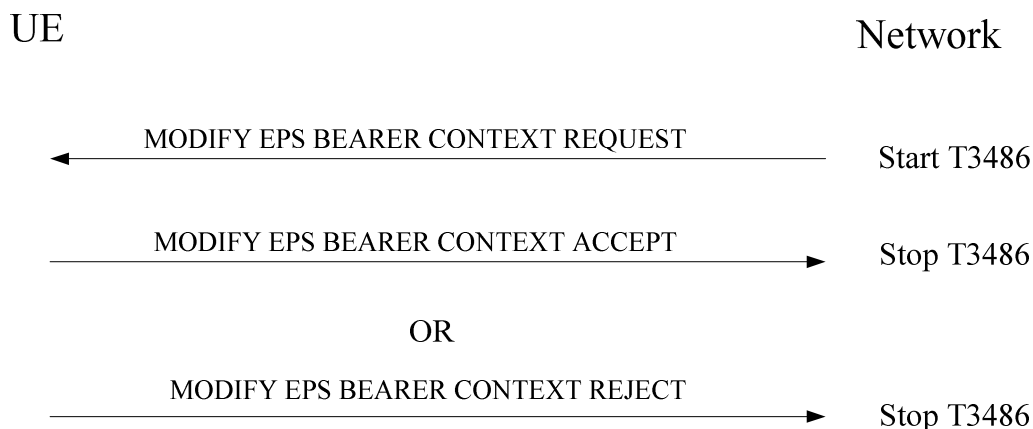 UE
Network
MODIFY EPS BEARER CONTEXT REQUEST
Start T3486
MODIFY EPS BEARER CONTEXT ACCEPT
Stop T3486
OR
MODIFY EPS BEARER CONTEXT REJECT
Stop T3486